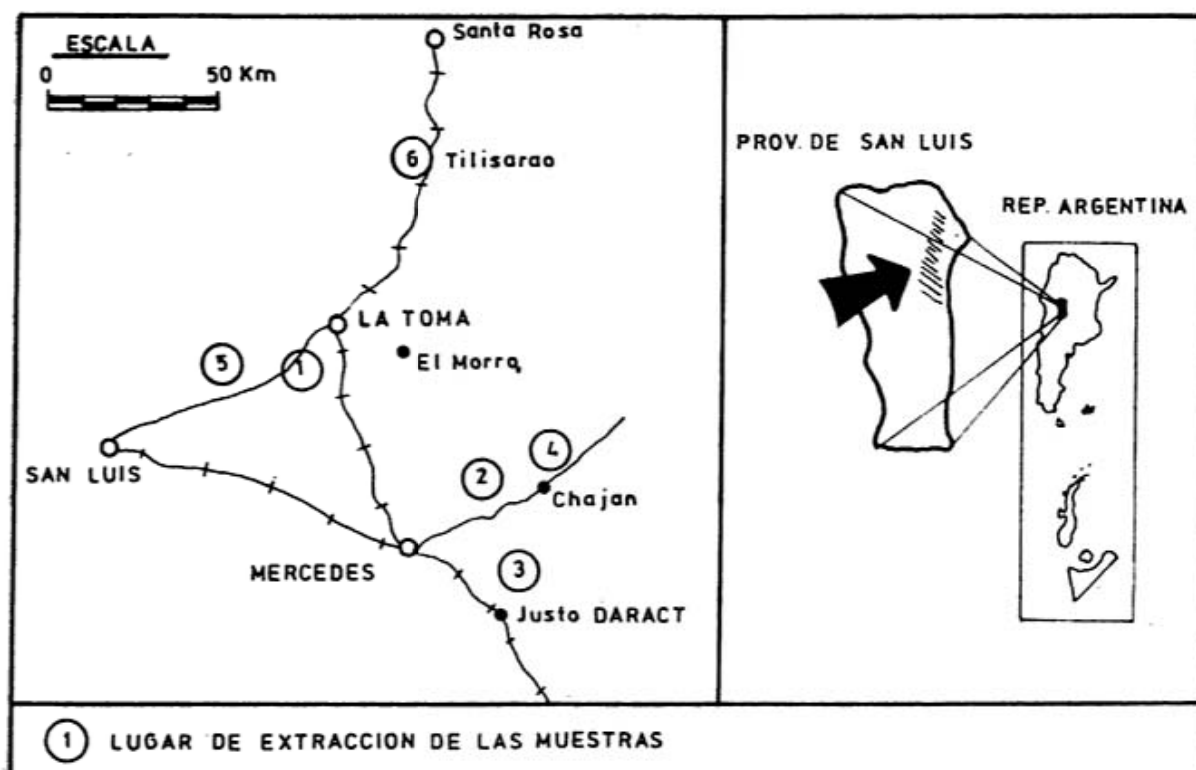 ESCALA
0 50 Km
Santa Rosa
6 Tilisarao
LA TOMA
El Morro
5 1
SAN LUIS
4
2
Chajan
MERCEDES
3
Justo DARACT
PROV. DE SAN LUIS
REP. ARGENTINA
1 LUGAR DE EXTRACCION DE LAS MUESTRAS